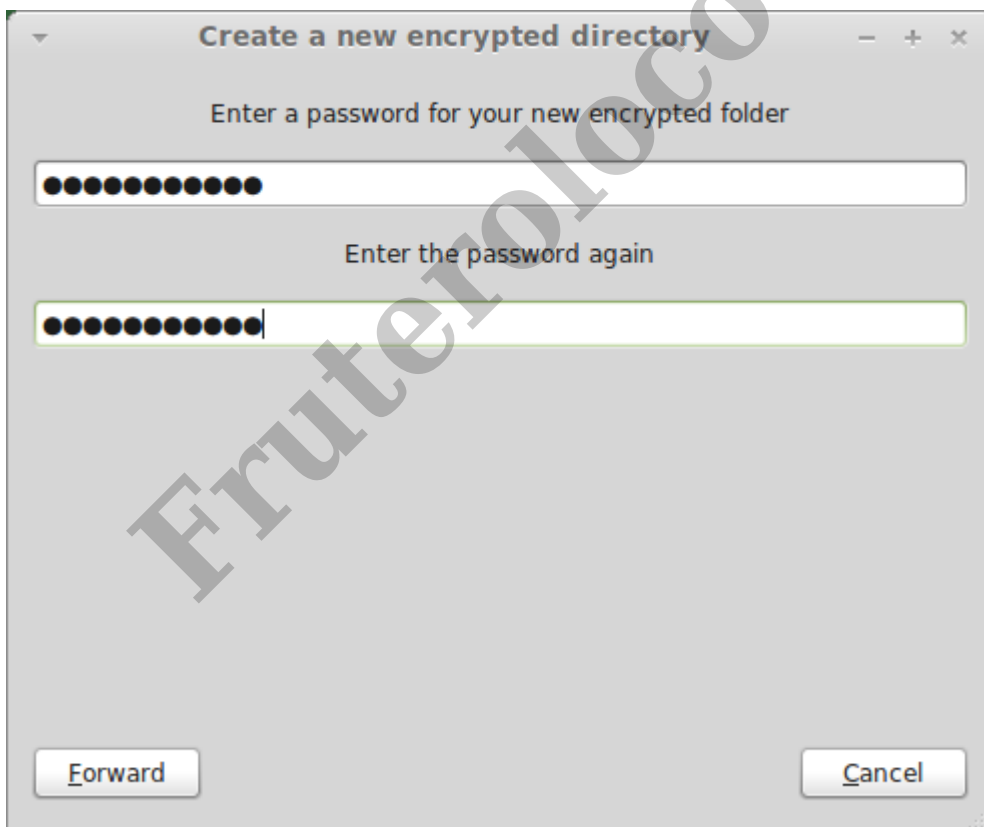 Create a new encrypted directory
Enter a password for your new encrypted folder
●●●●●●●●●●●
Enter the password again
●●●●●●●●●●●
Fruteroloco
Forward
Cancel